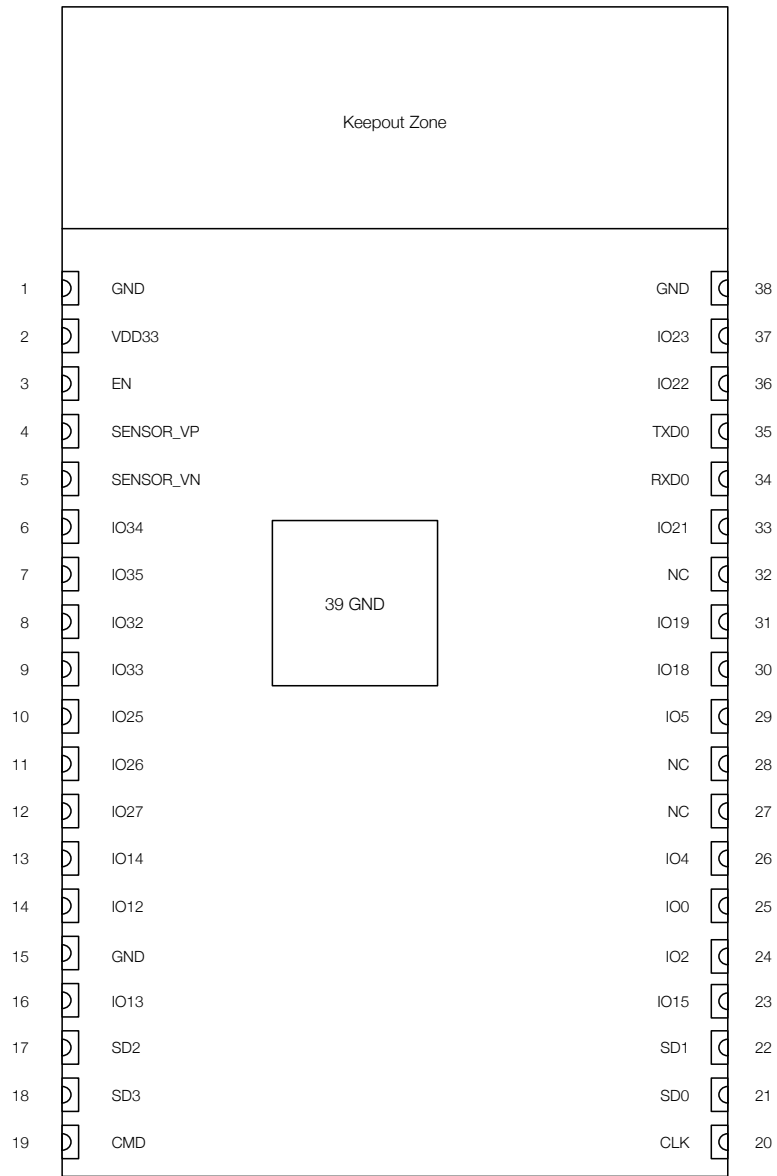 Keepout Zone
1 GND GND 38
2 VDD33 IO23 37
3 EN IO22 36
4 SENSOR_VP TXD0 35
5 SENSOR_VN RXD0 34
6 IO34 IO21 33
7 IO35 NC 32
39 GND
8 IO32 IO19 31
9 IO33 IO18 30
10 IO25 IO5 29
11 IO26 NC 28
12 IO27 NC 27
13 IO14 IO4 26
14 IO12 IO0 25
15 GND IO2 24
16 IO13 IO15 23
17 SD2 SD1 22
18 SD3 SD0 21
19 CMD CLK 20